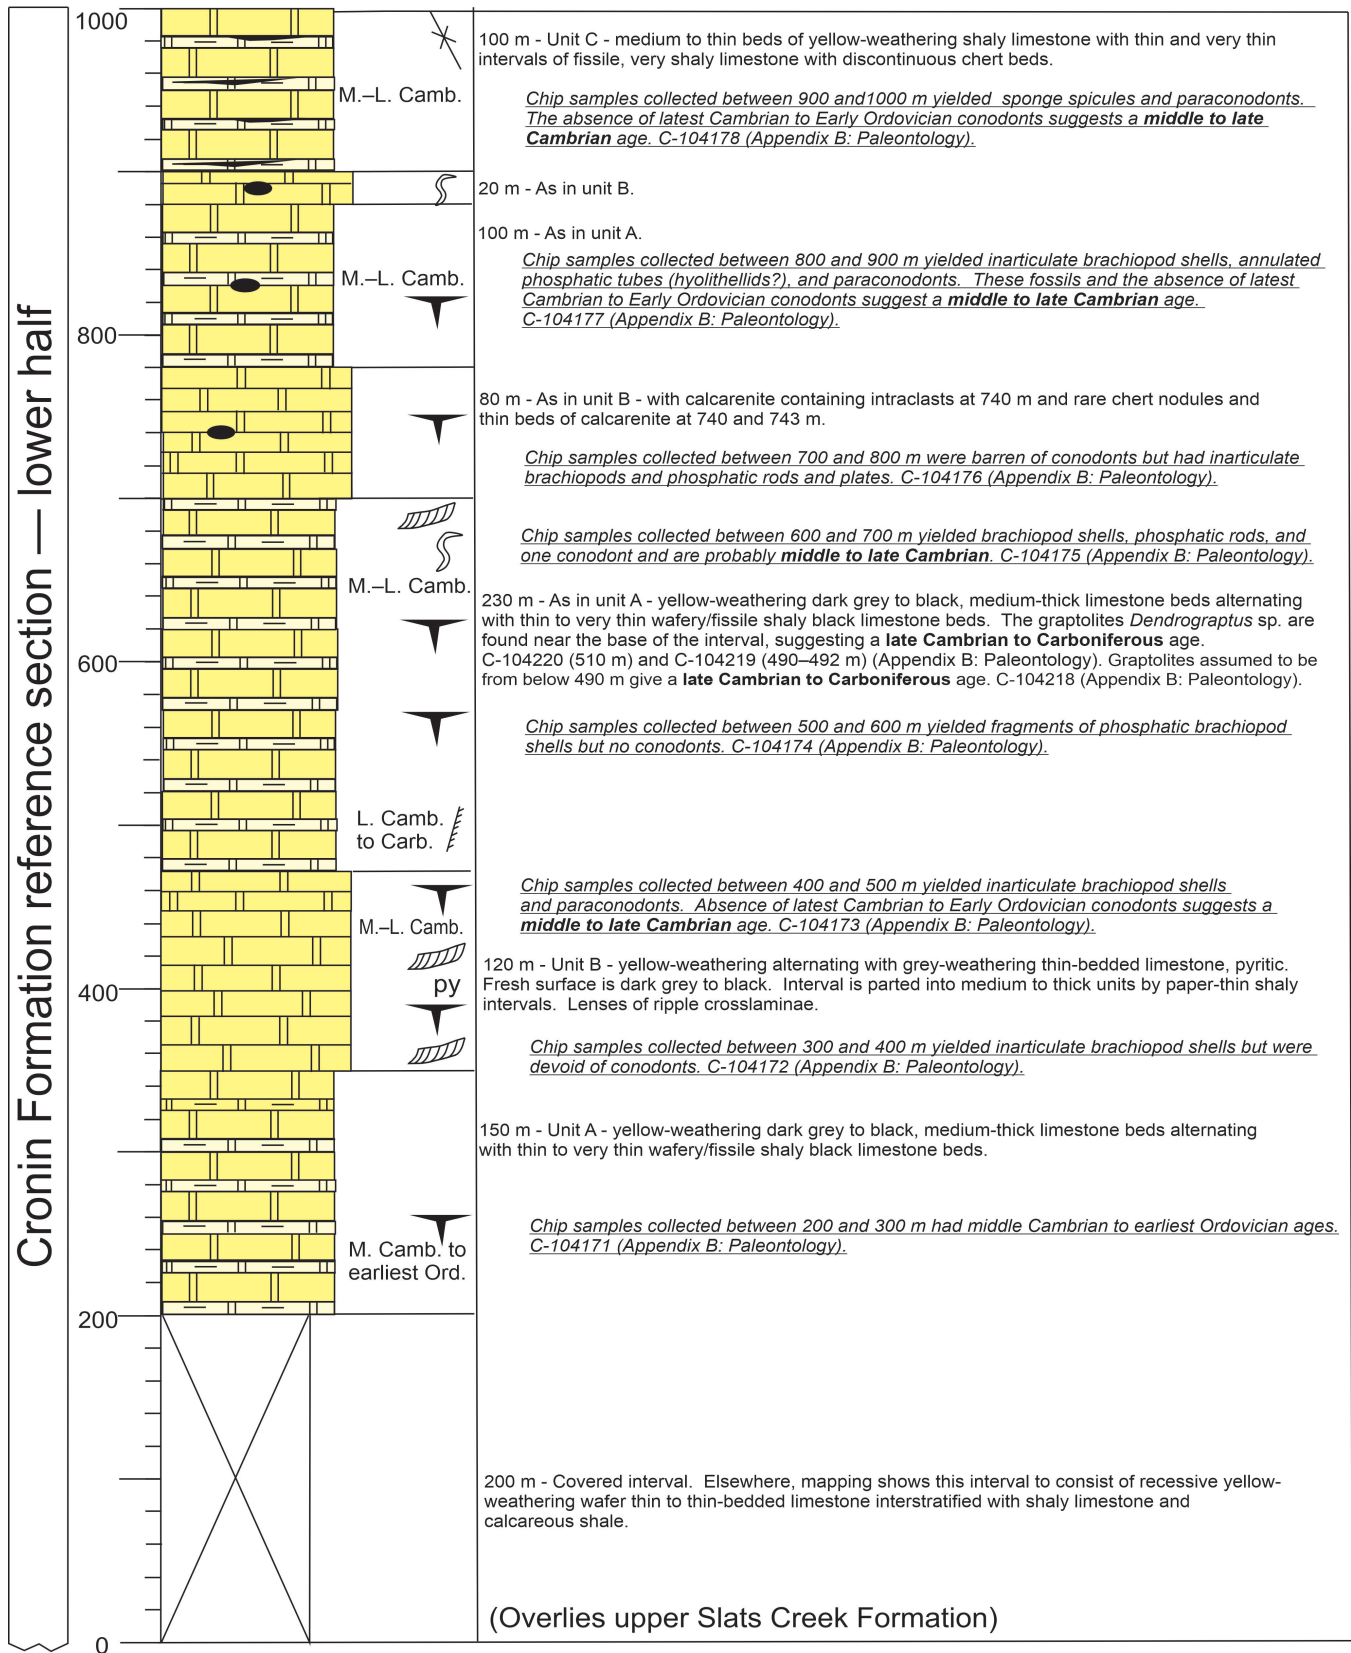 Cronin Formation reference section — lower half
1000
100 m - Unit C - medium to thin beds of yellow-weathering shaly limestone with thin and very thin
intervals of fissile, very shaly limestone with discontinuous chert beds.
M.–L. Camb.
Chip samples collected between 900 and1000 m yielded sponge spicules and paraconodonts.
The absence of latest Cambrian to Early Ordovician conodonts suggests a middle to late
Cambrian age. C-104178 (Appendix B: Paleontology).
20 m - As in unit B.
100 m - As in unit A.
M.–L. Camb.
Chip samples collected between 800 and 900 m yielded inarticulate brachiopod shells, annulated
phosphatic tubes (hyolithellids?), and paraconodonts. These fossils and the absence of latest
Cambrian to Early Ordovician conodonts suggest a middle to late Cambrian age.
C-104177 (Appendix B: Paleontology).
800
80 m - As in unit B - with calcarenite containing intraclasts at 740 m and rare chert nodules and
thin beds of calcarenite at 740 and 743 m.
Chip samples collected between 700 and 800 m were barren of conodonts but had inarticulate
brachiopods and phosphatic rods and plates. C-104176 (Appendix B: Paleontology).
Chip samples collected between 600 and 700 m yielded brachiopod shells, phosphatic rods, and
one conodont and are probably middle to late Cambrian. C-104175 (Appendix B: Paleontology).
M.–L. Camb.
230 m - As in unit A - yellow-weathering dark grey to black, medium-thick limestone beds alternating
with thin to very thin wafery/fissile shaly black limestone beds. The graptolites Dendrograptus sp. are
found near the base of the interval, suggesting a late Cambrian to Carboniferous age.
C-104220 (510 m) and C-104219 (490–492 m) (Appendix B: Paleontology). Graptolites assumed to be
from below 490 m give a late Cambrian to Carboniferous age. C-104218 (Appendix B: Paleontology).
600
Chip samples collected between 500 and 600 m yielded fragments of phosphatic brachiopod
shells but no conodonts. C-104174 (Appendix B: Paleontology).
L. Camb.
to Carb.
Chip samples collected between 400 and 500 m yielded inarticulate brachiopod shells
and paraconodonts. Absence of latest Cambrian to Early Ordovician conodonts suggests a
middle to late Cambrian age. C-104173 (Appendix B: Paleontology).
M.–L. Camb.
120 m - Unit B - yellow-weathering alternating with grey-weathering thin-bedded limestone, pyritic.
Fresh surface is dark grey to black. Interval is parted into medium to thick units by paper-thin shaly
intervals. Lenses of ripple crosslaminae.
py
400
Chip samples collected between 300 and 400 m yielded inarticulate brachiopod shells but were
devoid of conodonts. C-104172 (Appendix B: Paleontology).
150 m - Unit A - yellow-weathering dark grey to black, medium-thick limestone beds alternating
with thin to very thin wafery/fissile shaly black limestone beds.
Chip samples collected between 200 and 300 m had middle Cambrian to earliest Ordovician ages.
C-104171 (Appendix B: Paleontology).
M. Camb. to
earliest Ord.
200
200 m - Covered interval. Elsewhere, mapping shows this interval to consist of recessive yellow-
weathering wafer thin to thin-bedded limestone interstratified with shaly limestone and
calcareous shale.
(Overlies upper Slats Creek Formation)
0